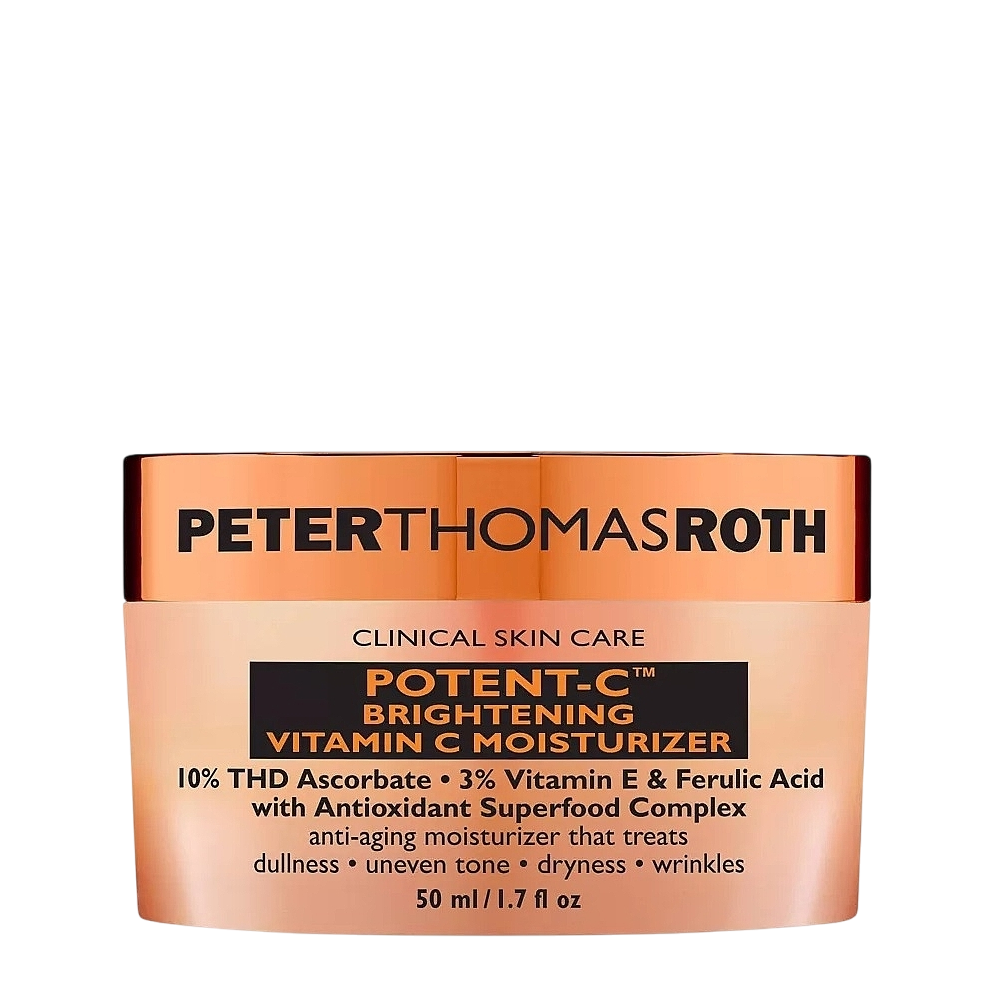 PETERTHOMASROTH
CLINICAL SKIN CARE
POTENT-C™
BRIGHTENING
VITAMIN C MOISTURIZER
10% THD Ascorbate • 3% Vitamin E & Ferulic Acid
with Antioxidant Superfood Complex
anti-aging moisturizer that treats
dullness • uneven tone • dryness • wrinkles
50 ml / 1.7 fl oz